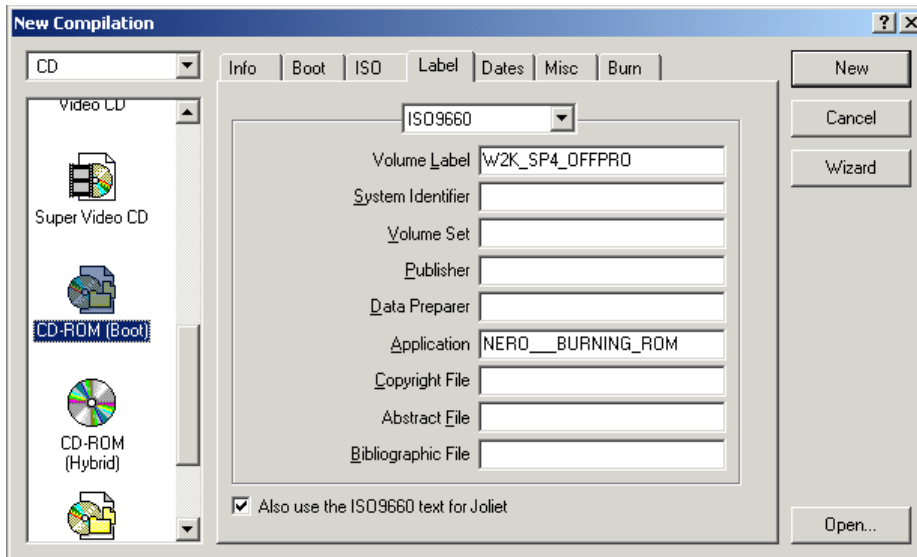 New Compilation
CD
Video CD
Super Video CD
CD-ROM (Boot)
CD-ROM
(Hybrid)
Info Boot ISO Label Dates Misc Burn
ISO9660
Volume Label W2K_SP4_OFFPRO
System Identifier
Volume Set
Publisher
Data Preparer
Application NERO___BURNING_ROM
Copyright File
Abstract File
Bibliographic File
Also use the ISO9660 text for Joliet
New
Cancel
Wizard
Open...